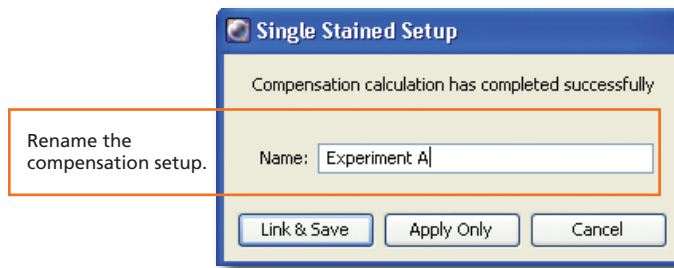 Single Stained Setup
Compensation calculation has completed successfully
Rename the
compensation setup.
Name: Experiment A
Link & Save Apply Only Cancel